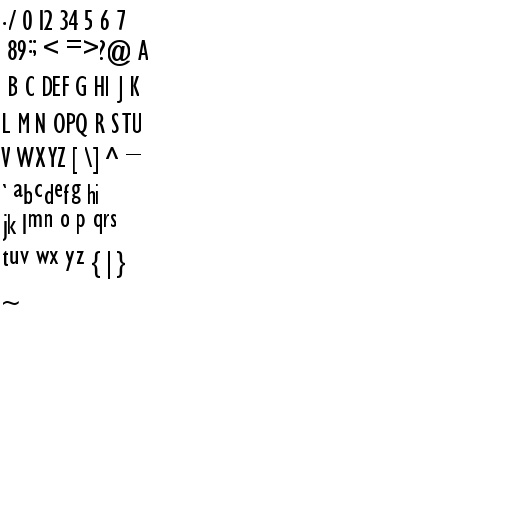 ./ 0 12 34 5 6 7
89:; < =>?@ A
B C DEF G HI J K
L M N OPQ R S TU
V WXYZ [ \] ^ _
` abcdefg hi
jk lmn o p qrs
tuv wx yz {|}
~